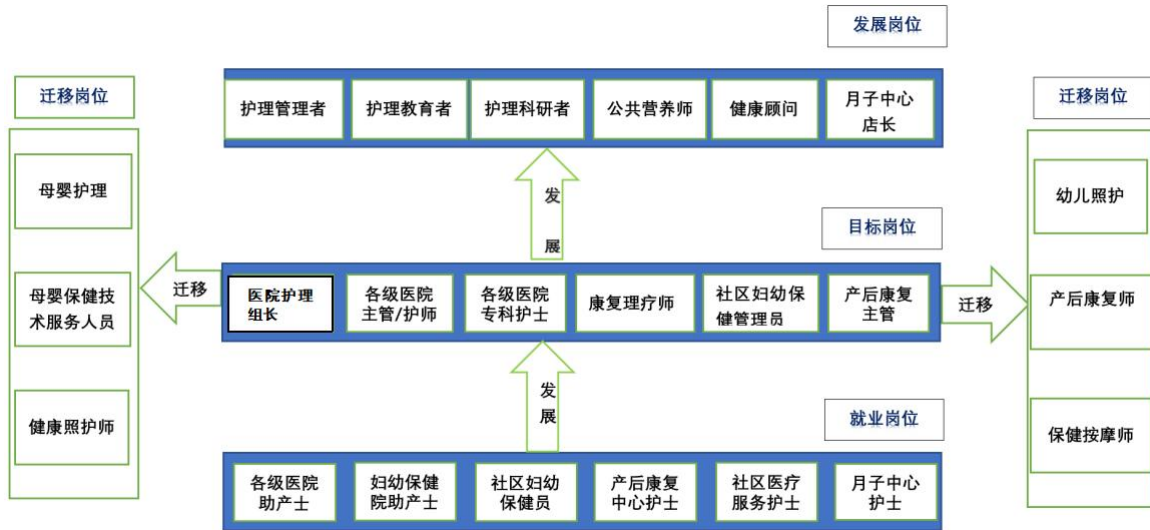 发展岗位
护理管理者
护理教育者
护理科研者
公共营养师
健康顾问
月子中心
店长
迁移岗位
母婴护理
母婴保健技
术服务人员
健康照护师
迁移岗位
幼儿照护
产后康复师
保健按摩师
发
展
目标岗位
迁移
医院护理
组长
各级医院
主管/护师
各级医院
专科护士
康复理疗师
社区妇幼保
健管理员
产后康复
主管
迁移
发
展
就业岗位
各级医院
助产士
妇幼保健
院助产士
社区妇幼
保健员
产后康复
中心护士
社区医疗
服务护士
月子中心
护士